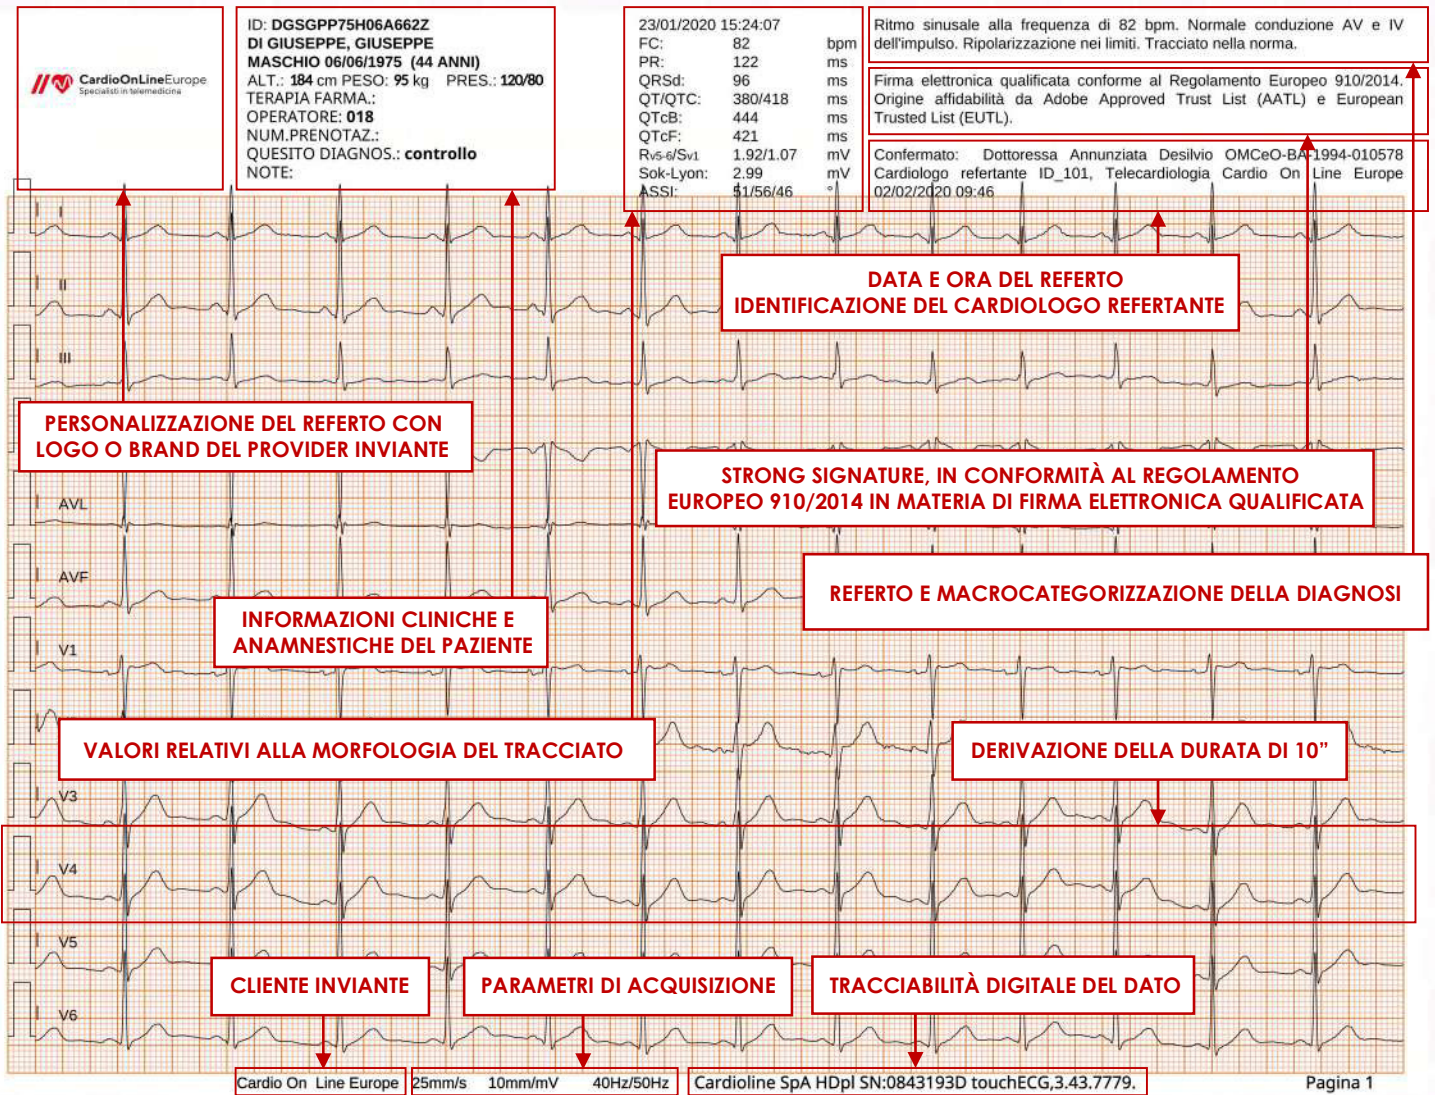 CardioOnLineEurope
Specialisti in telemedicina
ID: DGSGPP75H06A662Z
DI GIUSEPPE, GIUSEPPE
MASCHIO 06/06/1975 (44 ANNI)
ALT.: 184 cm PESO: 95 kg PRES.: 120/80
TERAPIA FARMA.:
OPERATORE: 018
NUM.PRENOTAZ.:
QUESITO DIAGNOS.: controllo
NOTE:
23/01/2020 15:24:07
FC: 82 bpm
PR: 122 ms
QRSd: 96 ms
QT/QTC: 380/418 ms
QTcB: 444 ms
QTcF: 421 ms
Rv5-6/Sv1 1.92/1.07 mV
Sok-Lyon: 2.99 mV
ASSI: 51/56/46 °
Ritmo sinusale alla frequenza di 82 bpm. Normale conduzione AV e IV
dell'impulso. Ripolarizzazione nei limiti. Tracciato nella norma.
Firma elettronica qualificata conforme al Regolamento Europeo 910/2014.
Origine affidabilità da Adobe Approved Trust List (AATL) e European
Trusted List (EUTL).
Confermato: Dottoressa Annunziata Desilvio OMCeO-BA-1994-010578
Cardiologo refertante ID_101, Telecardiologia Cardio On Line Europe
02/02/2020 09:46
I
II
DATA E ORA DEL REFERTO
IDENTIFICAZIONE DEL CARDIOLOGO REFERTANTE
III
PERSONALIZZAZIONE DEL REFERTO CON
LOGO O BRAND DEL PROVIDER INVIANTE
STRONG SIGNATURE, IN CONFORMITÀ AL REGOLAMENTO
EUROPEO 910/2014 IN MATERIA DI FIRMA ELETTRONICA QUALIFICATA
AVL
AVF
REFERTO E MACROCATEGORIZZAZIONE DELLA DIAGNOSI
INFORMAZIONI CLINICHE E
ANAMNESTICHE DEL PAZIENTE
V1
VALORI RELATIVI ALLA MORFOLOGIA DEL TRACCIATO
DERIVAZIONE DELLA DURATA DI 10”
V3
V4
V5
CLIENTE INVIANTE
PARAMETRI DI ACQUISIZIONE
TRACCIABILITÀ DIGITALE DEL DATO
V6
Cardio On Line Europe
25mm/s 10mm/mV 40Hz/50Hz
Cardioline SpA HDpl SN:0843193D touchECG,3.43.7779.
Pagina 1